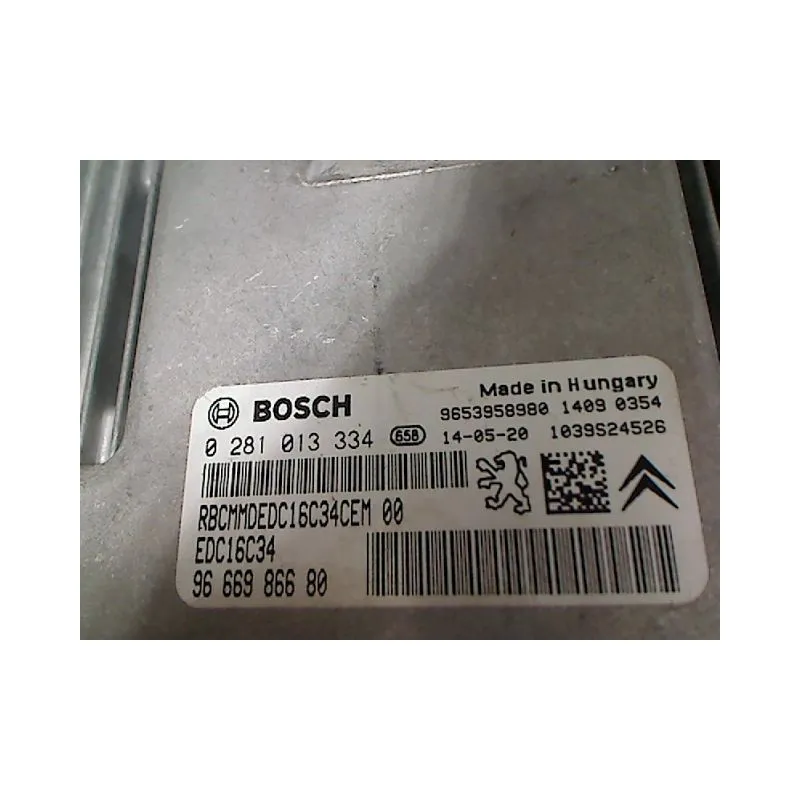 BOSCH
Made in Hungary
9653958980 1409 0354
0 281 013 334 658 14-05-20 1039S24526
RBCMMDEDC16C34CEM 00
EDC16C34
96 669 866 80